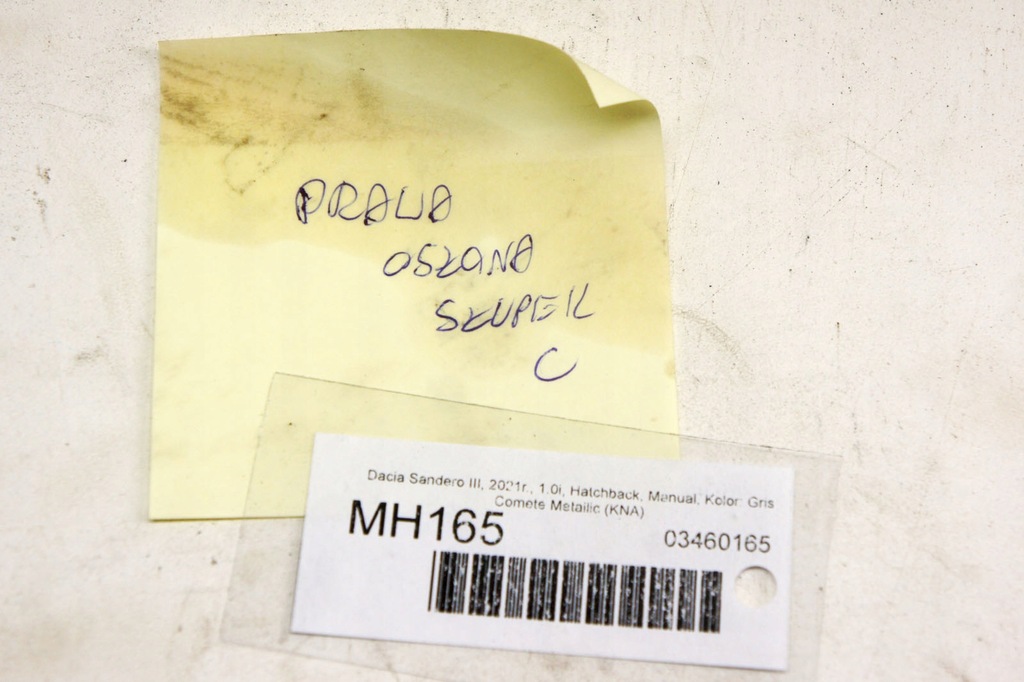 PRAWA
OSŁONA
SŁUPEK
C
Dacia Sandero III, 2021r., 1.0i, Hatchback, Manual, Kolor: Gris
Comete Metallic (KNA)
MH165
03460165